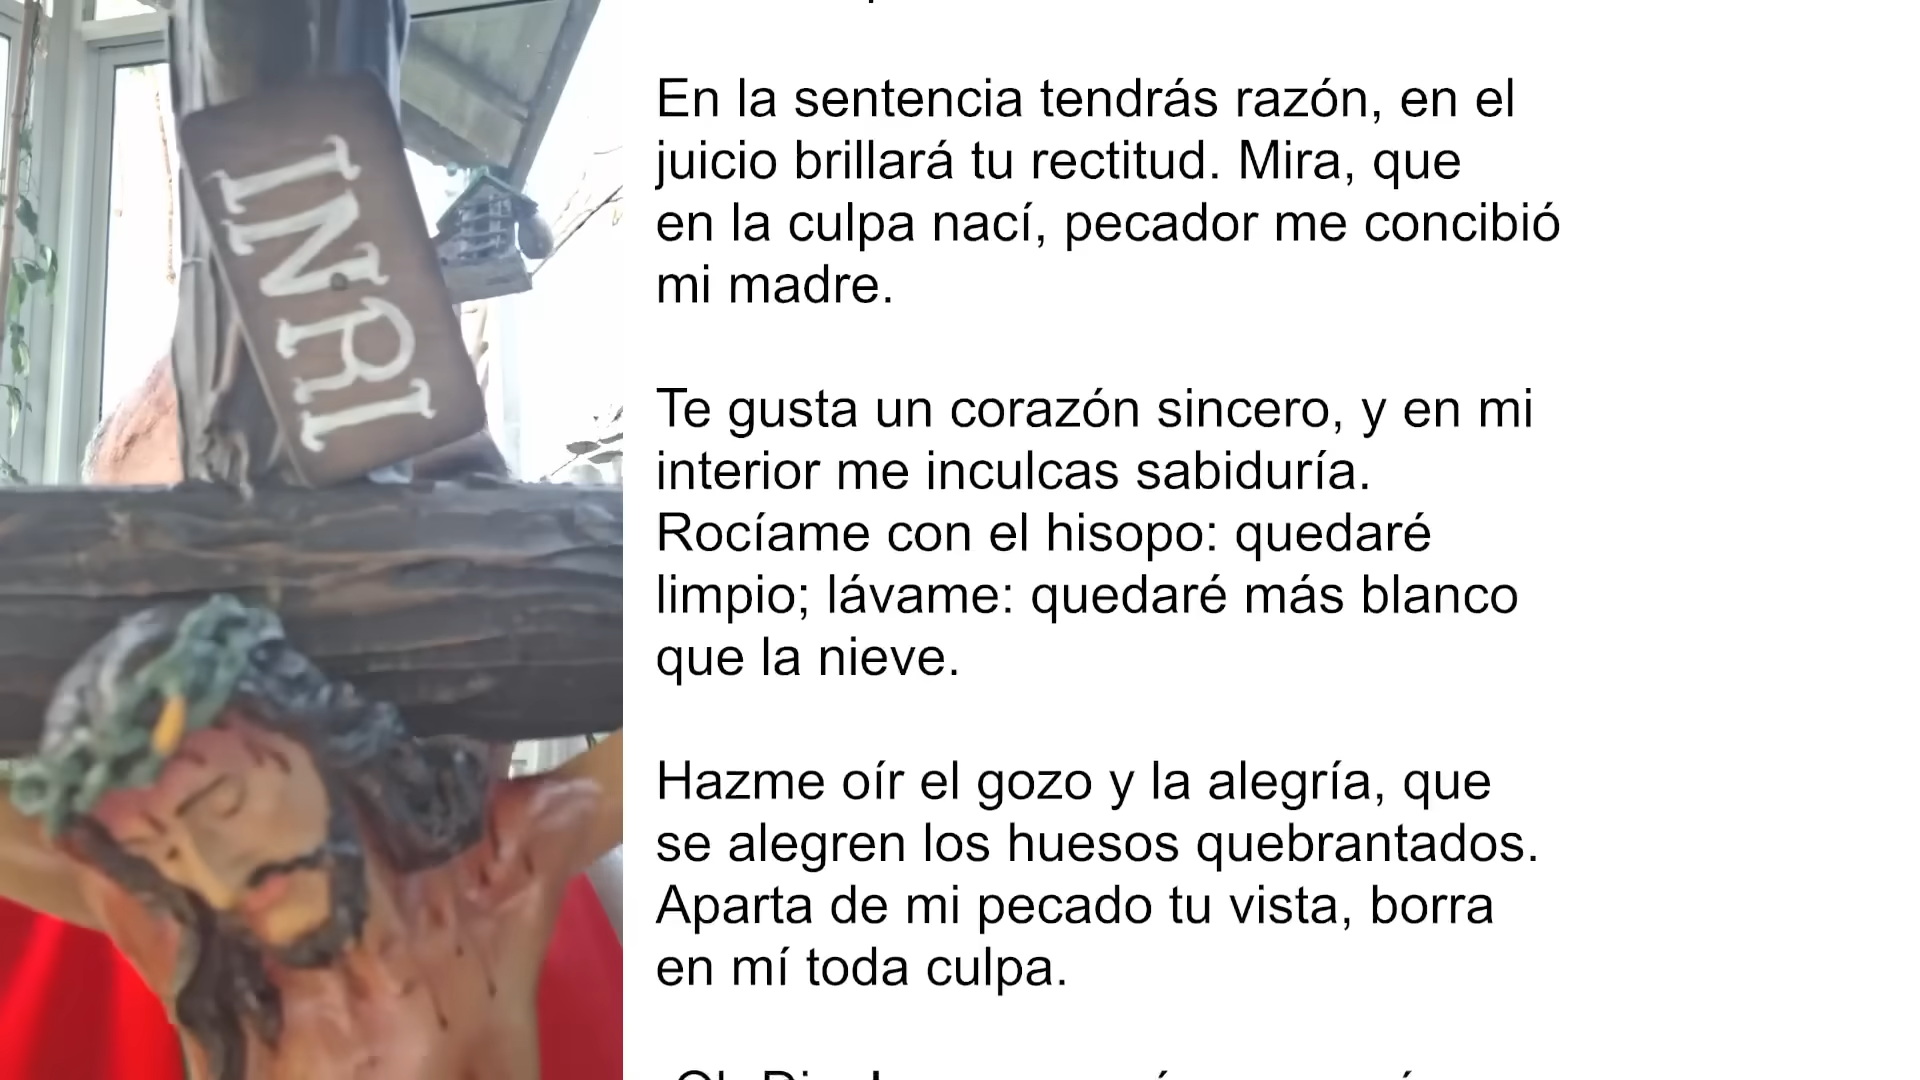 INRI
En la sentencia tendrás razón, en el
juicio brillará tu rectitud. Mira, que
en la culpa nací, pecador me concibió
mi madre.
Te gusta un corazón sincero, y en mi
interior me inculcas sabiduría.
Rocíame con el hisopo: quedaré
limpio; lávame: quedaré más blanco
que la nieve.
Hazme oír el gozo y la alegría, que
se alegren los huesos quebrantados.
Aparta de mi pecado tu vista, borra
en mí toda culpa.